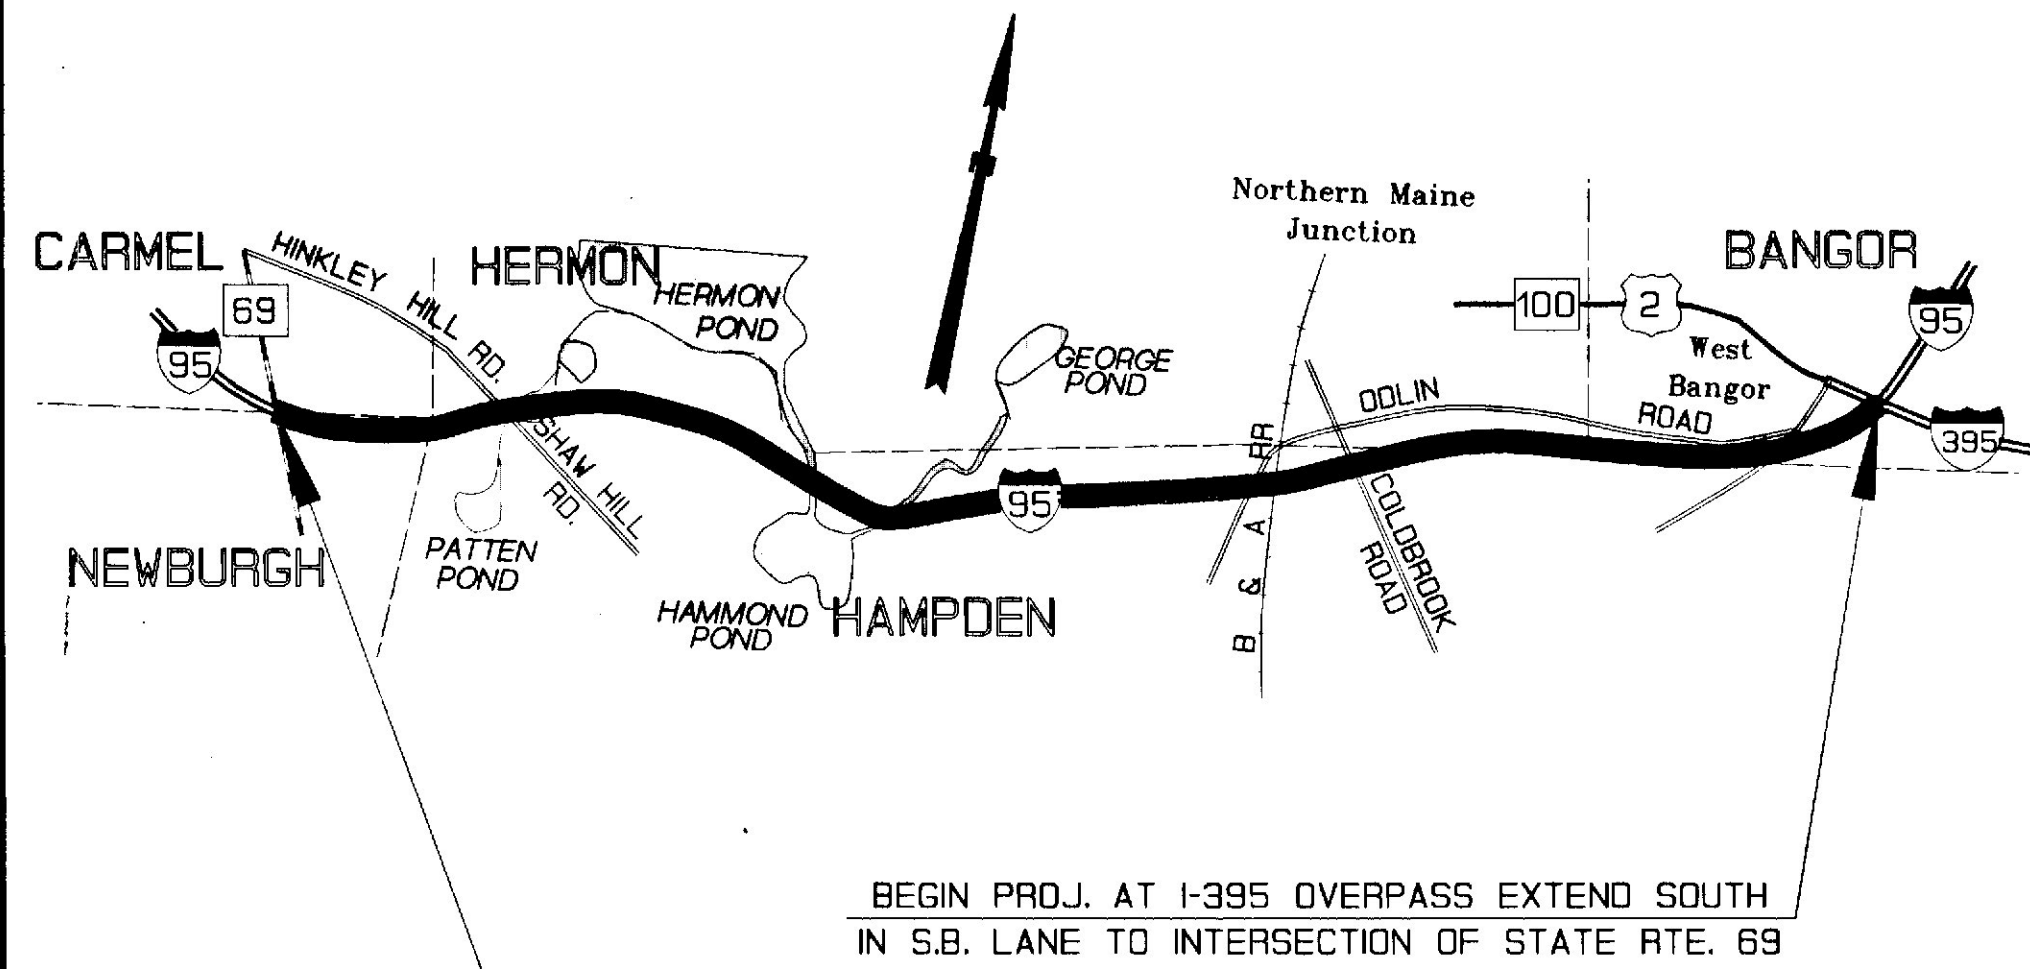 N
Northern Maine
Junction
CARMEL
HINKLEY HILL RD.
HERMON
HERMON
POND
BANGOR
69
100
2
95
95
GEORGE
POND
West
Bangor
ODLIN ROAD
SHAW HILL
RD.
395
95
B & A RR
COLDBROOK
ROAD
NEWBURGH
PATTEN
POND
HAMMOND
POND
HAMPDEN
BEGIN PROJ. AT I-395 OVERPASS EXTEND SOUTH
IN S.B. LANE TO INTERSECTION OF STATE RTE. 69